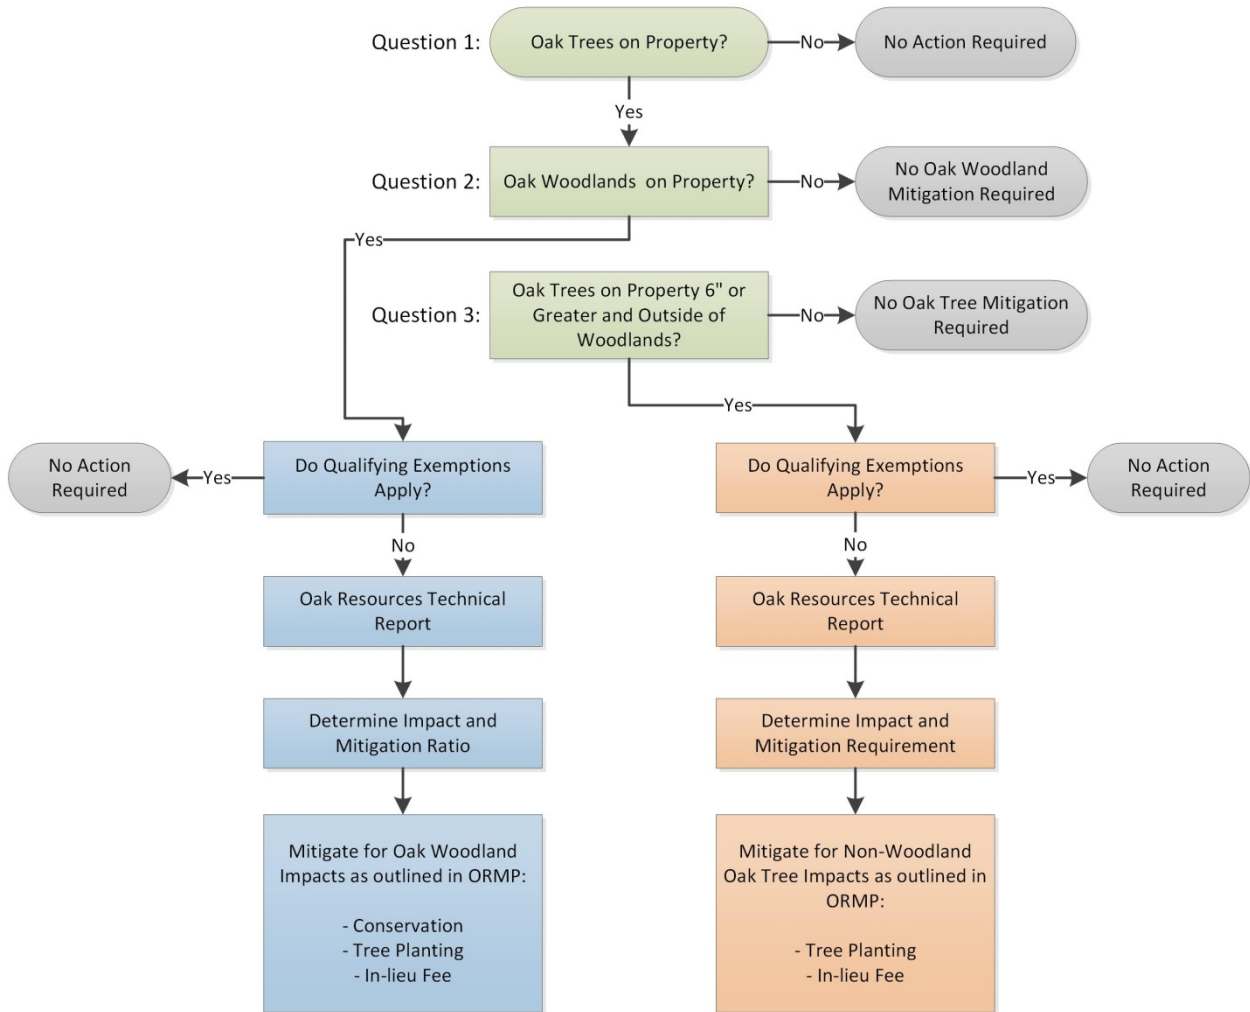 Question 1:
Oak Trees on Property?
No
No Action Required
Yes
Question 2:
Oak Woodlands on Property?
No
No Oak Woodland
Mitigation Required
Yes
Question 3:
Oak Trees on Property 6" or
Greater and Outside of
Woodlands?
No
No Oak Tree Mitigation
Required
Yes
No Action
Required
Yes
Do Qualifying Exemptions
Apply?
Do Qualifying Exemptions
Apply?
Yes
No Action
Required
No
No
Oak Resources Technical
Report
Oak Resources Technical
Report
Determine Impact and
Mitigation Ratio
Determine Impact and
Mitigation Requirement
Mitigate for Oak Woodland
Impacts as outlined in ORMP:
- Conservation
- Tree Planting
- In-lieu Fee
Mitigate for Non-Woodland
Oak Tree Impacts as outlined in
ORMP:
- Tree Planting
- In-lieu Fee